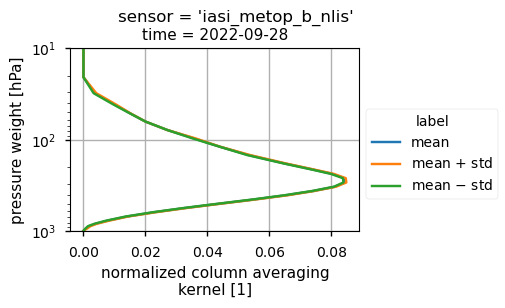 sensor = 'iasi_metop_b_nlis'
time = 2022-09-28
10¹
10²
10³
pressure weight [hPa]
0.00 0.02 0.04 0.06 0.08
normalized column averaging
kernel [1]
label
mean
mean + std
mean − std